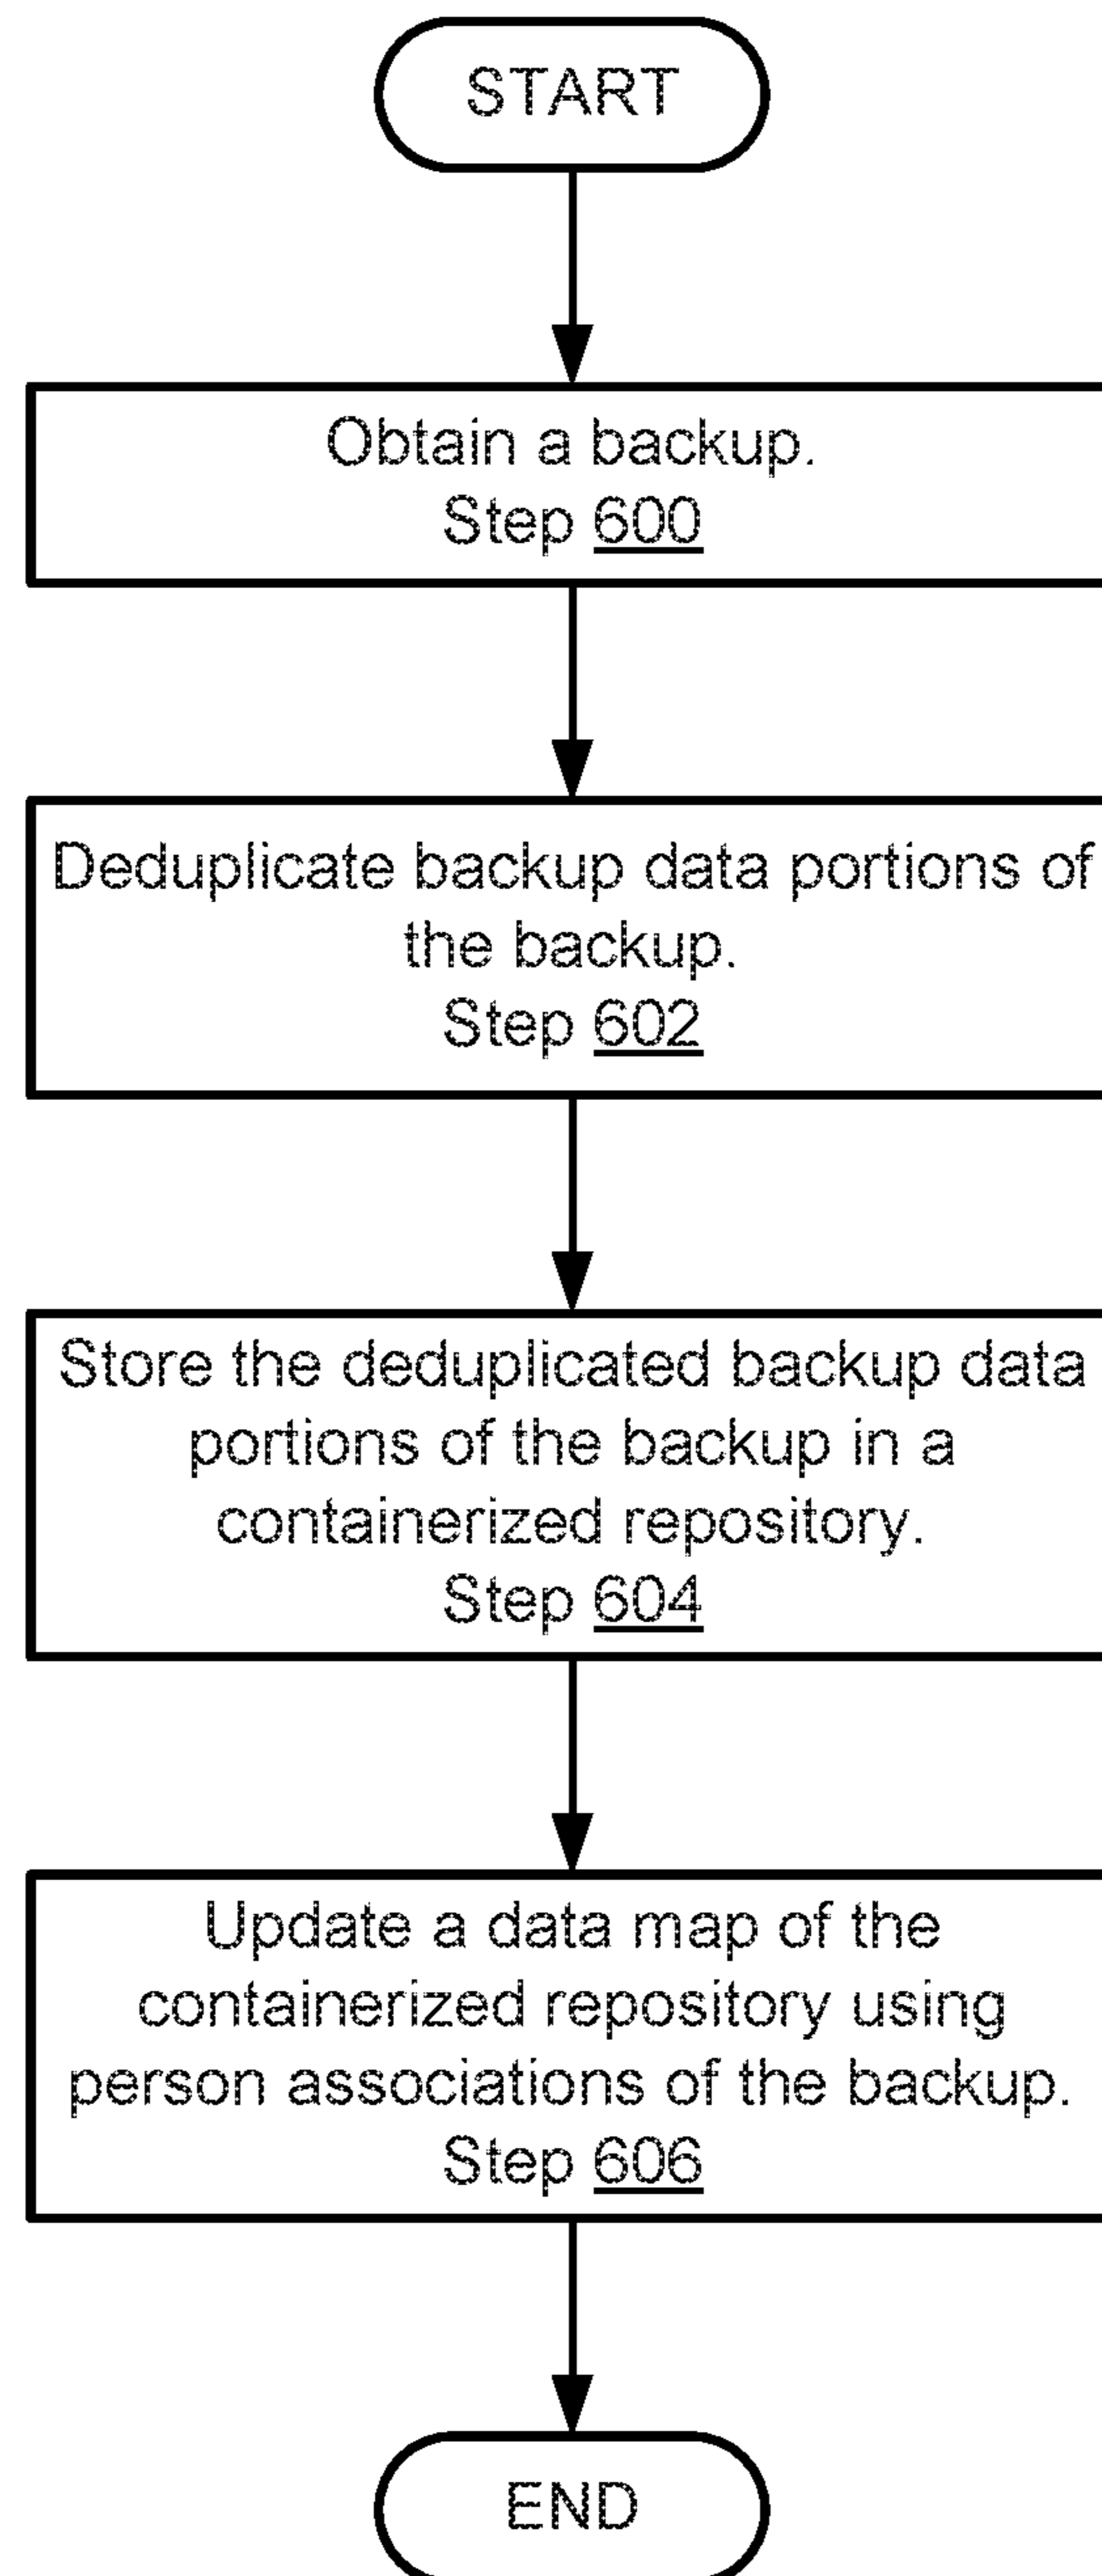 START
Obtain a backup.
Step 600
Deduplicate backup data portions of
the backup.
Step 602
Store the deduplicated backup data
portions of the backup in a
containerized repository.
Step 604
Update a data map of the
containerized repository using
person associations of the backup.
Step 606
END